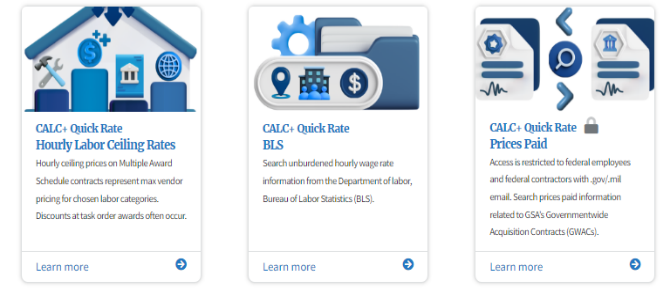 CALC+ Quick Rate
Hourly Labor Ceiling Rates
Hourly ceiling prices on Multiple Award
Schedule contracts represent max vendor
pricing for chosen labor categories.
Discounts at task order awards often occur.
Learn more
CALC+ Quick Rate
BLS
Search unburdened hourly wage rate
information from the Department of labor,
Bureau of Labor Statistics (BLS).
Learn more
CALC+ Quick Rate
Prices Paid
Access is restricted to federal employees
and federal contractors with .gov/.mil
email. Search prices paid information
related to GSA's Governmentwide
Acquisition Contracts (GWACs).
Learn more